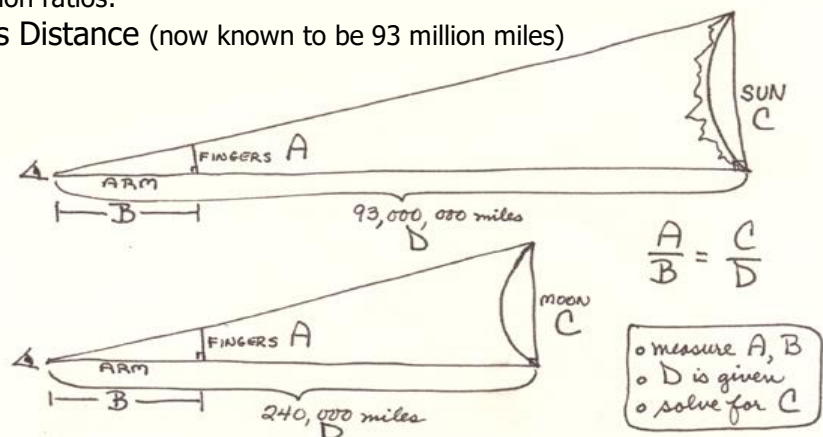 ion ratios.
s Distance (now known to be 93 million miles)
SUN
C
FINGERS A
ARM
B
93,000,000 miles
D
A/B = C/D
MOON
C
FINGERS A
ARM
B
240,000 miles
D
• measure A, B
• D is given
• solve for C